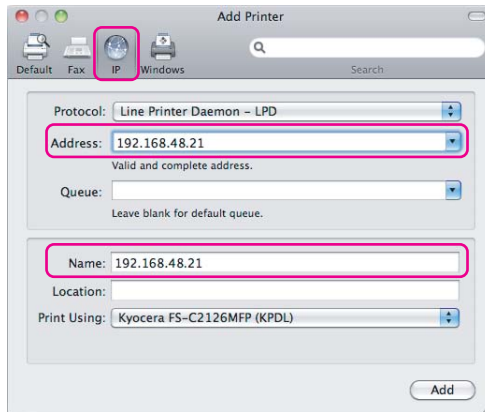 Add Printer
Default Fax IP Windows Search
Protocol: Line Printer Daemon – LPD
Address: 192.168.48.21
Valid and complete address.
Queue:
Leave blank for default queue.
Name: 192.168.48.21
Location:
Print Using: Kyocera FS-C2126MFP (KPDL)
Add